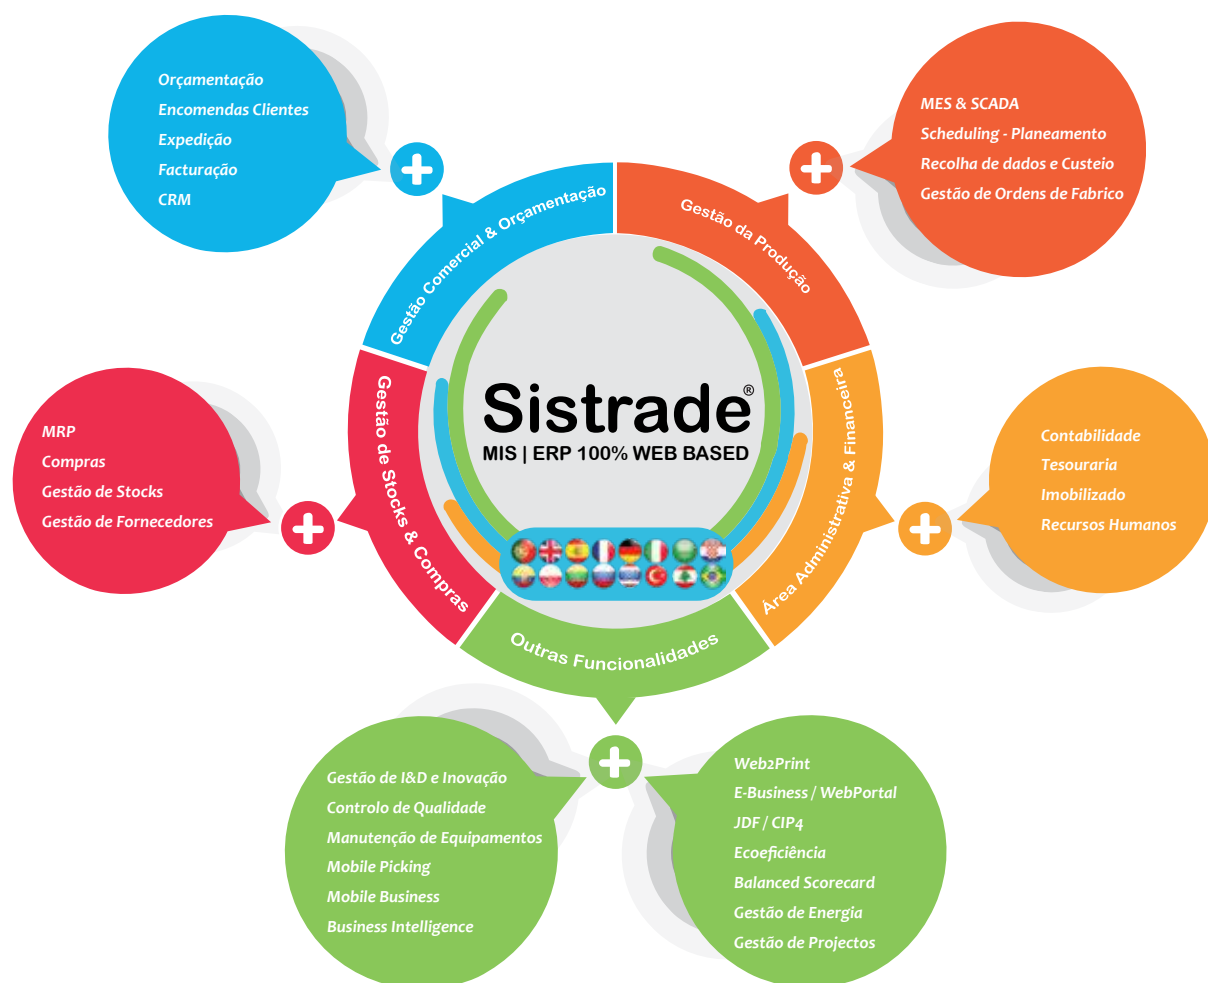 Orçamentação
Encomendas Clientes
Expedição
Facturação
CRM
MES & SCADA
Scheduling - Planeamento
Recolha de dados e Custeio
Gestão de Ordens de Fabrico
Gestão Comercial & Orçamentação
Gestão da Produção
MRP
Compras
Gestão de Stocks
Gestão de Fornecedores
Gestão de Stocks & Compras
Sistrade®
MIS | ERP 100% WEB BASED
Área Administrativa & Financeira
Contabilidade
Tesouraria
Imobilizado
Recursos Humanos
Outras Funcionalidades
Gestão de I&D e Inovação
Controlo de Qualidade
Manutenção de Equipamentos
Mobile Picking
Mobile Business
Business Intelligence
Web2Print
E-Business / WebPortal
JDF / CIP4
Ecoeficiência
Balanced Scorecard
Gestão de Energia
Gestão de Projectos